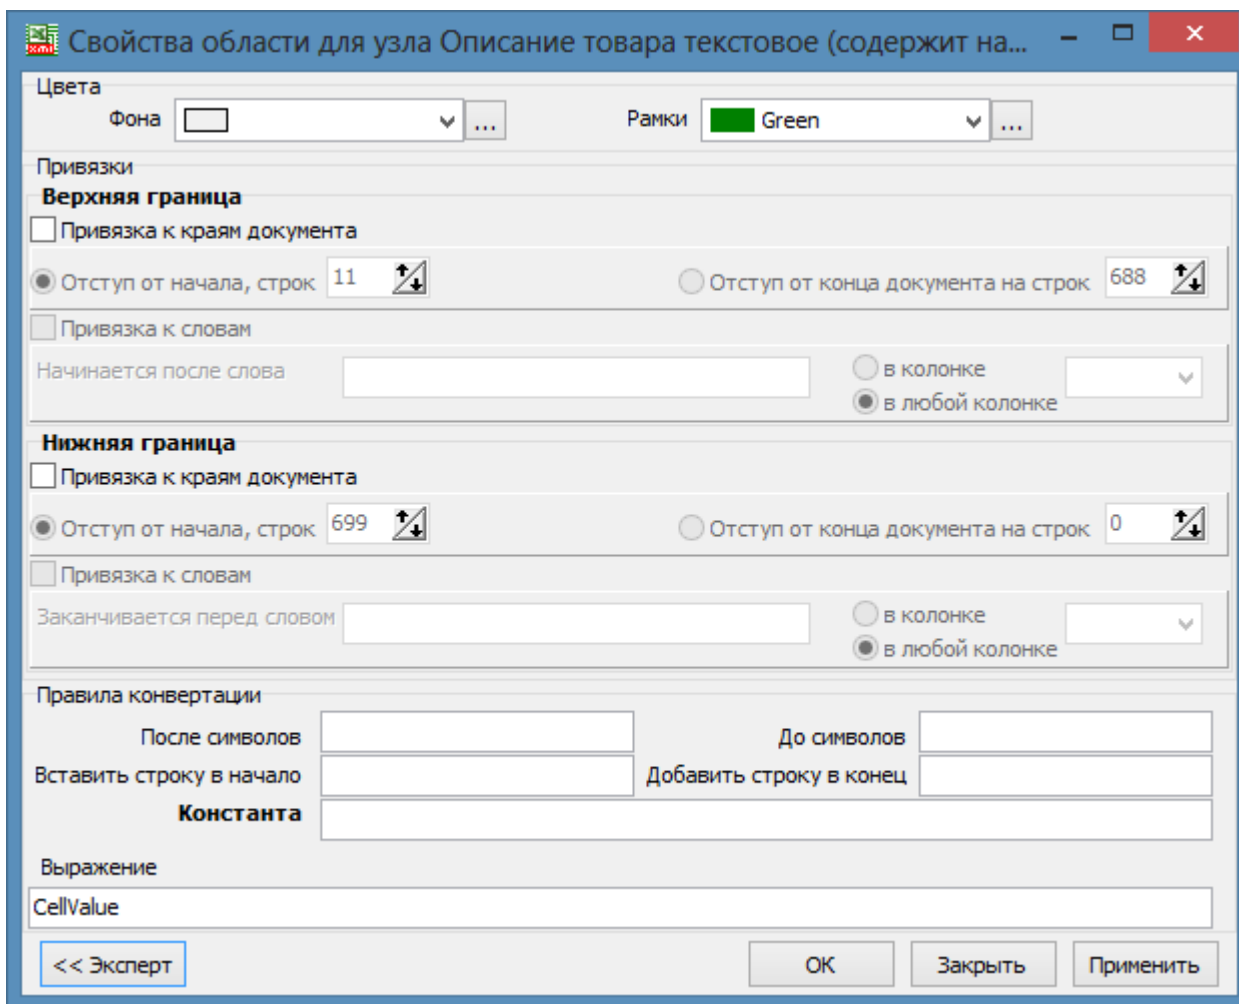 xml Свойства области для узла Описание товара текстовое (содержит на...
Цвета
Фона ... Рамки Green ...
Привязки
Верхняя граница
Привязка к краям документа
Отступ от начала, строк 11 Отступ от конца документа на строк 688
Привязка к словам
Начинается после слова в колонке
в любой колонке
Нижняя граница
Привязка к краям документа
Отступ от начала, строк 699 Отступ от конца документа на строк 0
Привязка к словам
Заканчивается перед словом в колонке
в любой колонке
Правила конвертации
После символов До символов
Вставить строку в начало Добавить строку в конец
Константа
Выражение
CellValue
<< Эксперт ОК Закрыть Применить